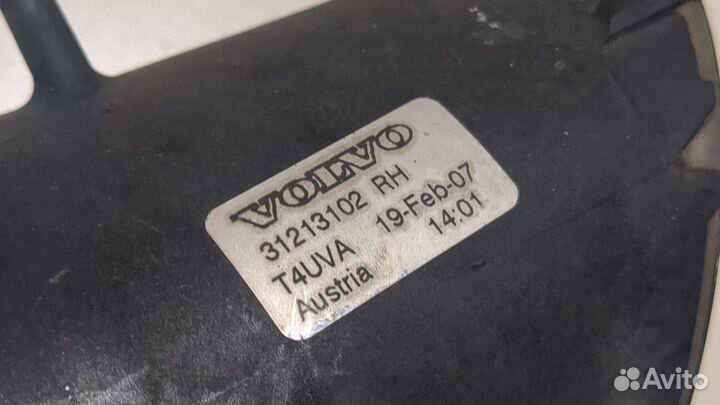 VOLVO
31213102 RH
T4UVA 19-Feb-07
Austria 14:01
Avito